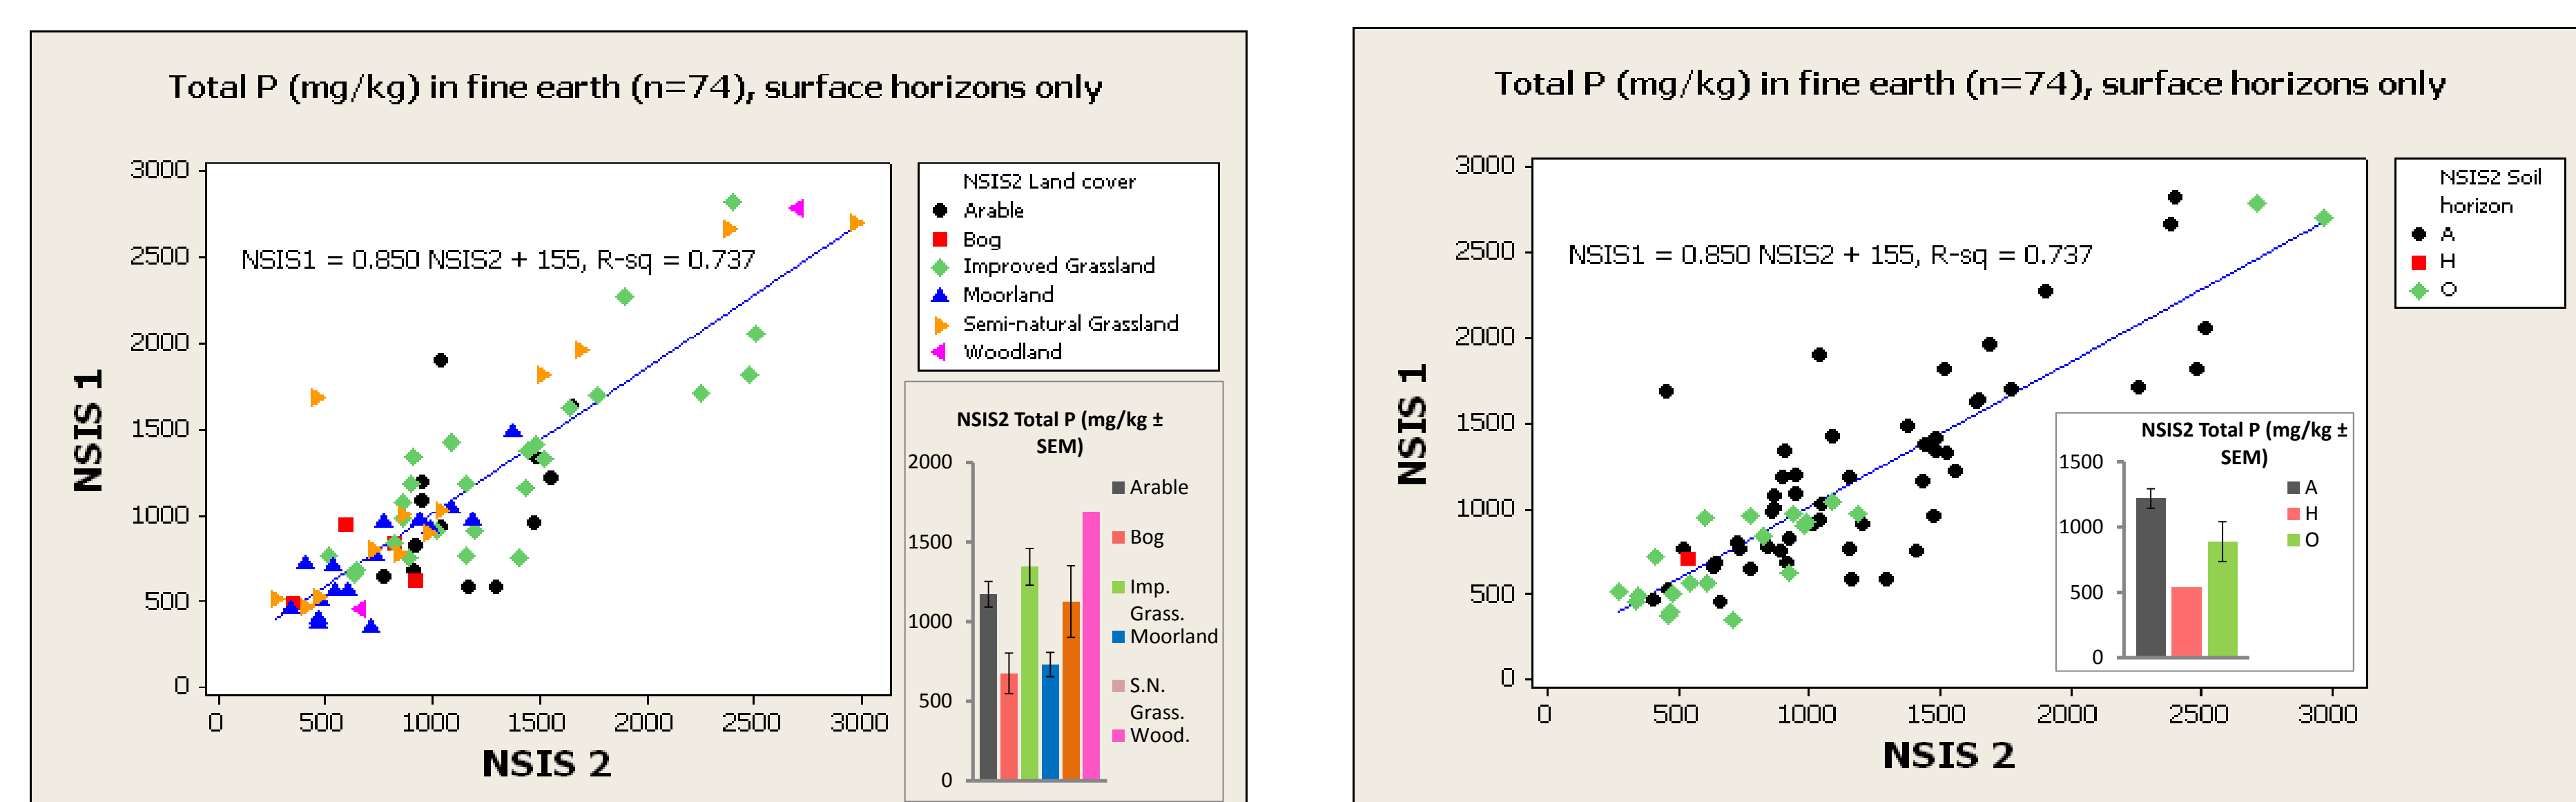 Total P (mg/kg) in fine earth (n=74), surface horizons only
3000
2500
2000
1500
1000
500
0
NSIS 1
NSIS1 = 0.850 NSIS2 + 155, R-sq = 0.737
0 500 1000 1500 2000 2500 3000
NSIS 2
NSIS2 Land cover
Arable
Bog
Improved Grassland
Moorland
Semi-natural Grassland
Woodland
NSIS2 Total P (mg/kg ±
SEM)
2000
1500
1000
500
0
Arable
Bog
Imp.
Grass.
Moorland
S.N.
Grass.
Wood.
Total P (mg/kg) in fine earth (n=74), surface horizons only
3000
2500
2000
1500
1000
500
0
NSIS 1
NSIS1 = 0.850 NSIS2 + 155, R-sq = 0.737
0 500 1000 1500 2000 2500 3000
NSIS 2
NSIS2 Soil
horizon
A
H
O
NSIS2 Total P (mg/kg ±
SEM)
1500
1000
500
0
A
H
O